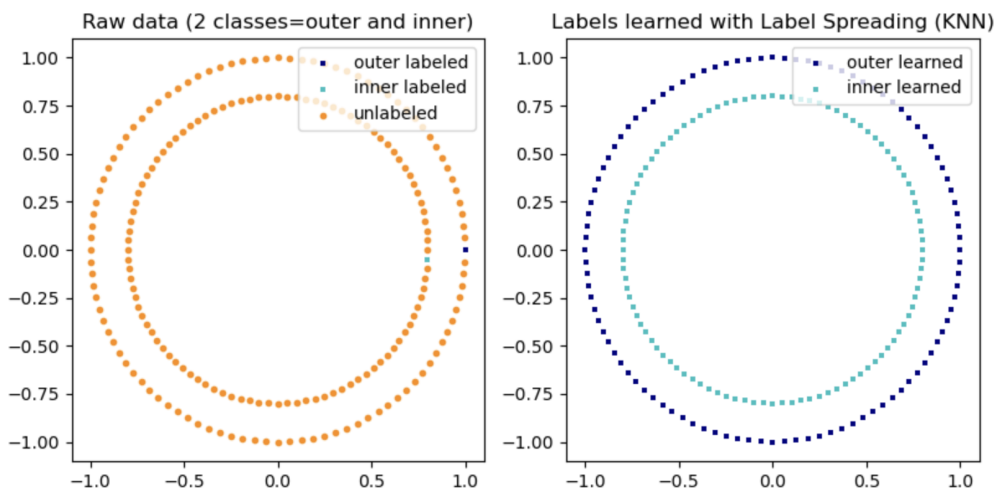 Raw data (2 classes=outer and inner)
outer labeled
inner labeled
unlabeled
1.00
0.75
0.50
0.25
0.00
−0.25
−0.50
−0.75
−1.00
−1.0 −0.5 0.0 0.5 1.0
Labels learned with Label Spreading (KNN)
outer learned
inner learned
1.00
0.75
0.50
0.25
0.00
−0.25
−0.50
−0.75
−1.00
−1.0 −0.5 0.0 0.5 1.0